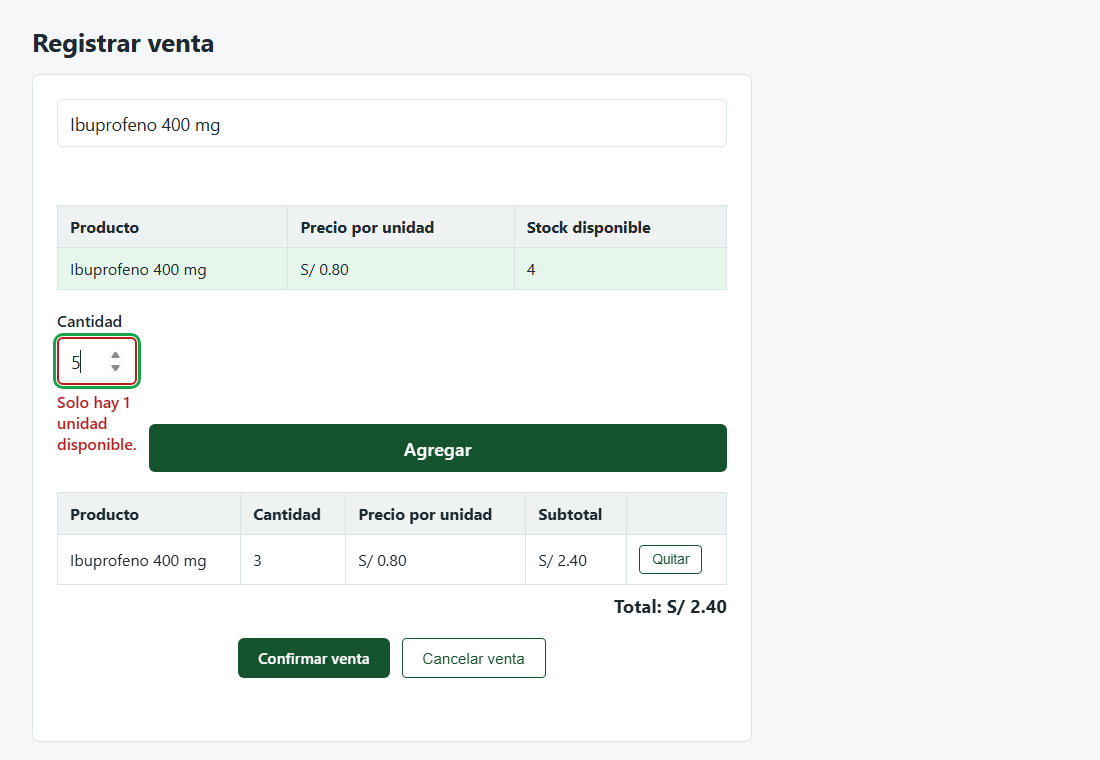 Registrar venta
Ibuprofeno 400 mg
Producto Precio por unidad Stock disponible
Ibuprofeno 400 mg S/ 0.80 4
Cantidad
5
Solo hay 1
unidad
disponible.
Agregar
Producto Cantidad Precio por unidad Subtotal
Ibuprofeno 400 mg 3 S/ 0.80 S/ 2.40 Quitar
Total: S/ 2.40
Confirmar venta Cancelar venta